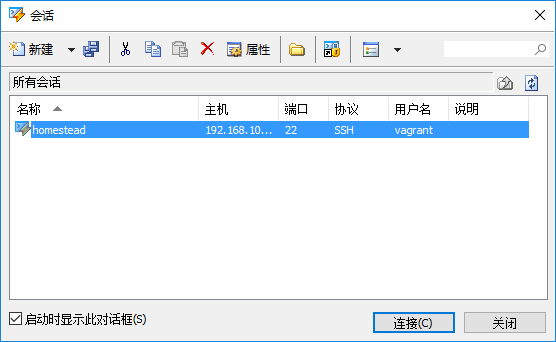 会话
新建 属性
所有会话
名称 主机 端口 协议 用户名 说明
homestead 192.168.10... 22 SSH vagrant
启动时显示此对话框(S) 连接(C) 关闭